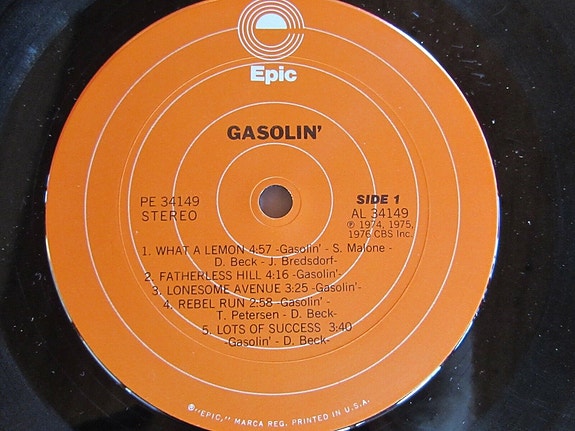 Epic
GASOLIN'
PE 34149
STEREO
SIDE 1
AL 34149
Ⓟ 1974, 1975,
1976 CBS Inc.
1. WHAT A LEMON 4:57 -Gasolin' - S. Malone -
D. Beck - J. Bredsdorf-
2. FATHERLESS HILL 4:16 -Gasolin'-
3. LONESOME AVENUE 3:25 -Gasolin'-
4. REBEL RUN 2:58 -Gasolin' -
T. Petersen - D. Beck-
5. LOTS OF SUCCESS 3:40
-Gasolin' - D. Beck-
®"EPIC," MARCA REG. PRINTED IN U.S.A.